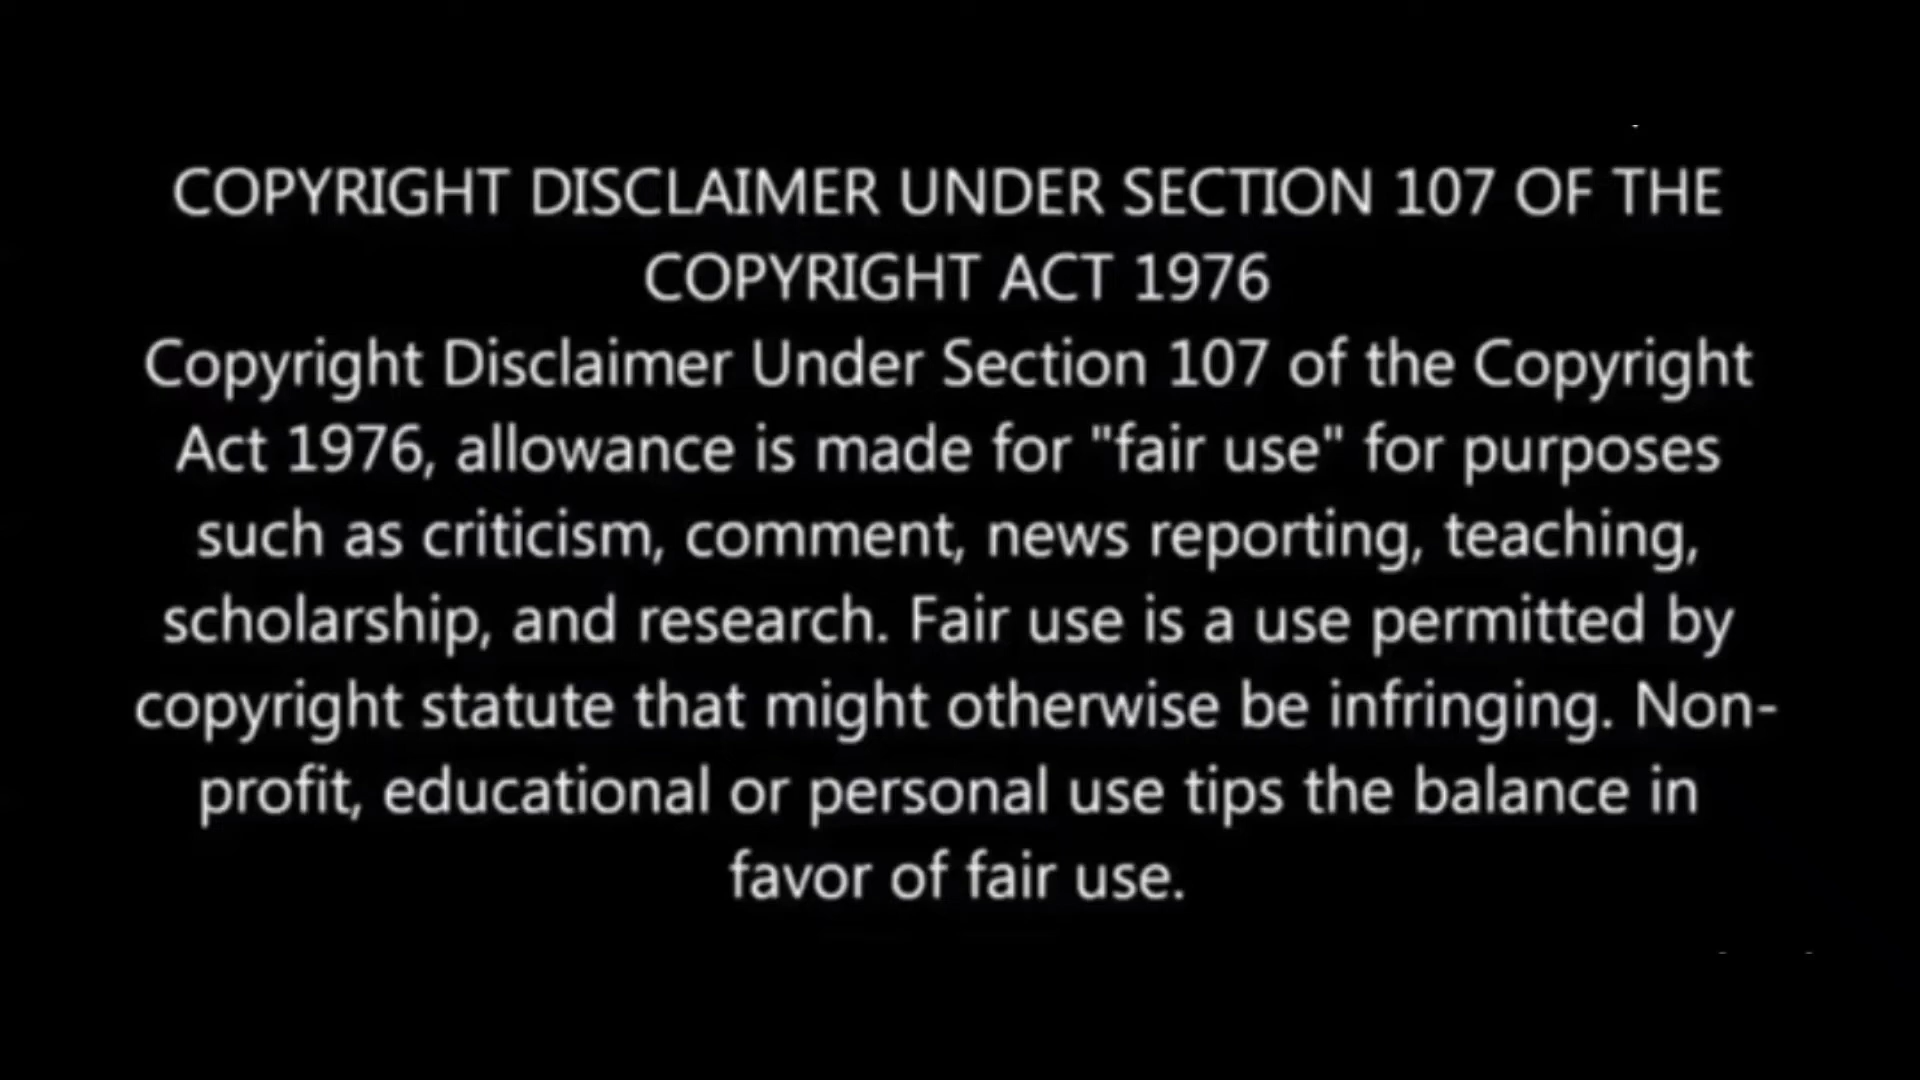 COPYRIGHT DISCLAIMER UNDER SECTION 107 OF THE
COPYRIGHT ACT 1976
Copyright Disclaimer Under Section 107 of the Copyright
Act 1976, allowance is made for "fair use" for purposes
such as criticism, comment, news reporting, teaching,
scholarship, and research. Fair use is a use permitted by
copyright statute that might otherwise be infringing. Non-
profit, educational or personal use tips the balance in
favor of fair use.